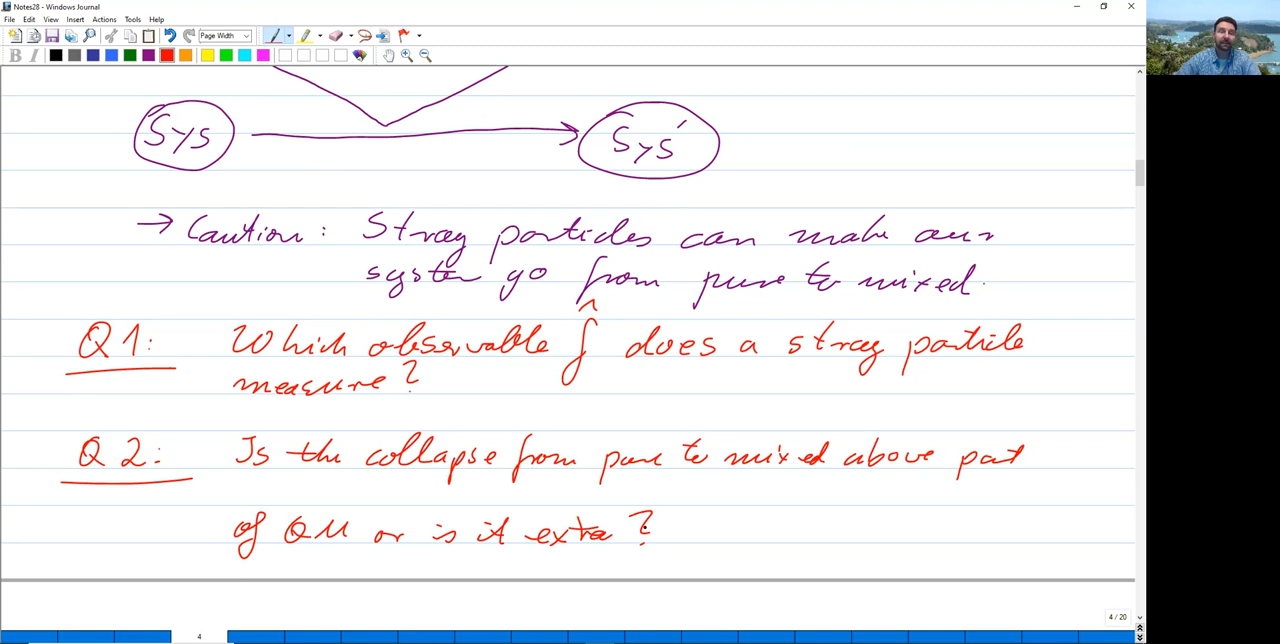 Notes28 - Windows Journal
File Edit View Insert Actions Tools Help
Page Width
B I
Sys
Sys'
→ Caution: Stray particles can make our
system go from pure to mixed.
Q1: Which observable f̂ does a stray particle
measure?
Q2: Is the collapse from pure to mixed above part
of QM or is it extra?
4 / 20
4